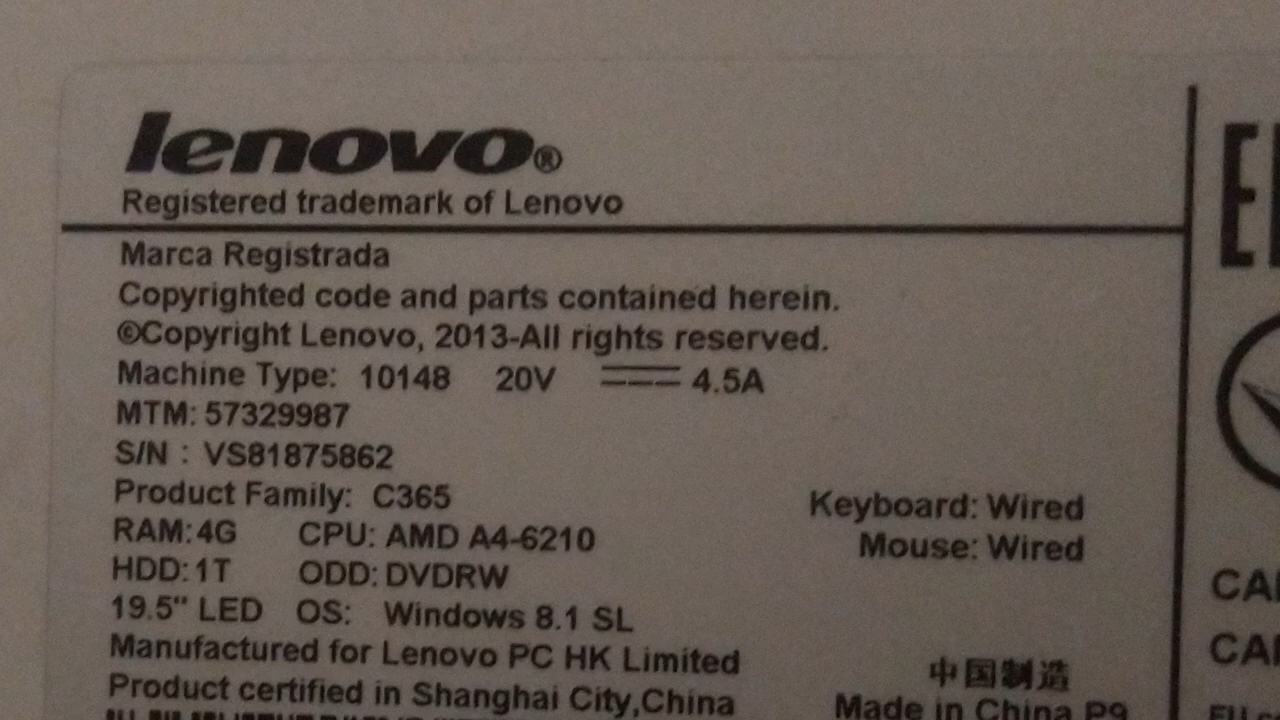 lenovo®
Registered trademark of Lenovo
Marca Registrada
Copyrighted code and parts contained herein.
©Copyright Lenovo, 2013-All rights reserved.
Machine Type: 10148 20V 4.5A
MTM: 57329987
S/N : VS81875862
Product Family: C365
Keyboard: Wired
RAM:4G CPU: AMD A4-6210
Mouse: Wired
HDD:1T ODD: DVDRW
19.5" LED OS: Windows 8.1 SL
Manufactured for Lenovo PC HK Limited
中国制造
Product certified in Shanghai City,China
Made in China P9
CA
CA